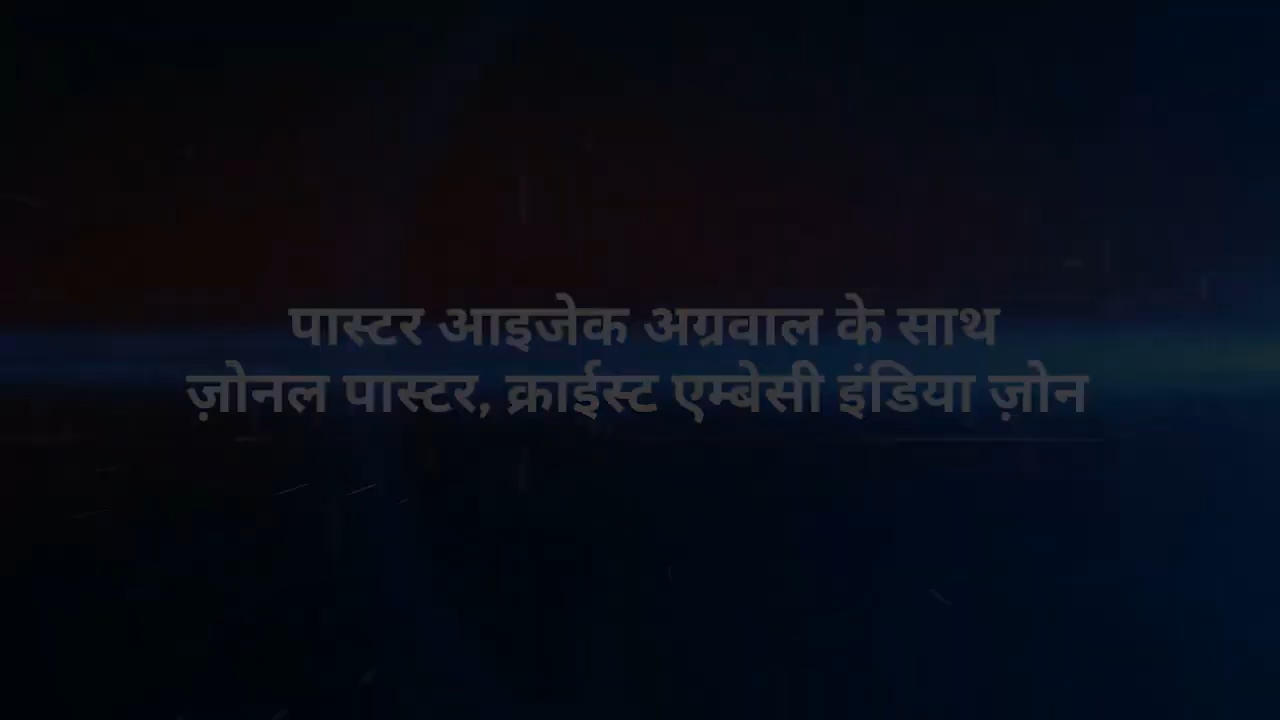 पास्टर आइजेक अग्रवाल के साथ
ज़ोनल पास्टर, क्राईस्ट एम्बेसी इंडिया ज़ोन